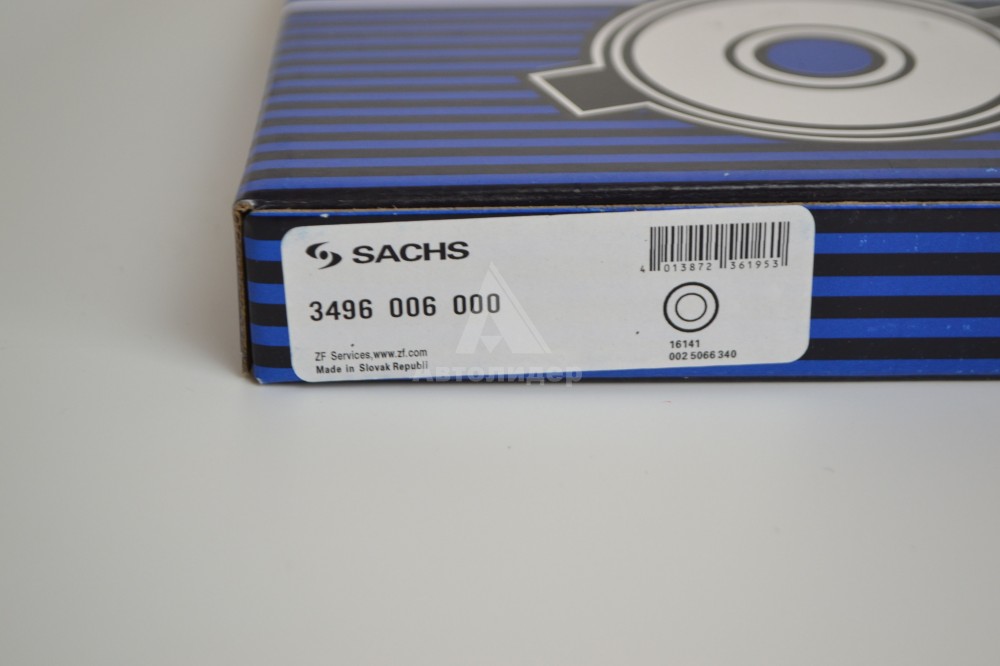 SACHS
4 013872 361953
3496 006 000
16141
002 5066 340
ZF Services,www.zf.com
Made in Slovak Republi
Автолидер